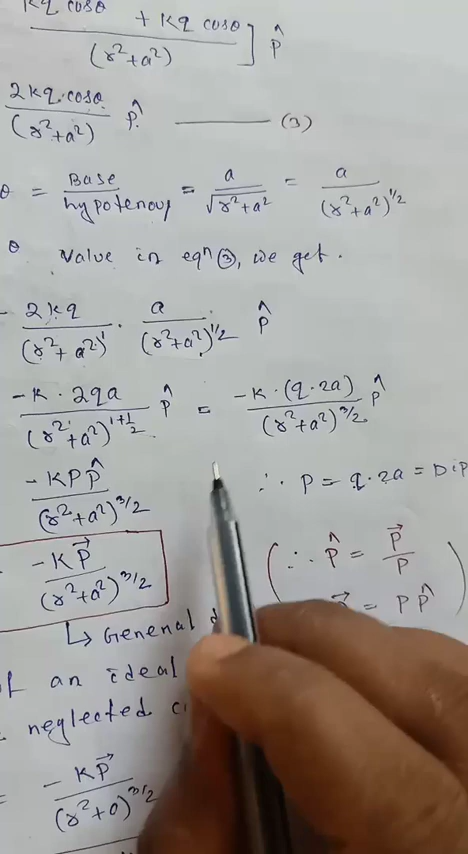 Kq cosθ + Kq cosθ / (r²+a²) ] P̂
2Kq.cosθ / (r²+a²) P̂. ——— (3)
θ = Base / hypotenous = a / √r²+a² = a / (r²+a²)^1/2
θ value in eqⁿ ③, we get.
- 2Kq / (r²+a²)¹ . a / (r²+a²)^1/2 P̂
-K . 2qa / (r²+a²)^1+1/2 P̂ = -K . (q.2a) / (r²+a²)^3/2 P̂
-KPP̂ / (r²+a²)^3/2 ∴ P = q.2a = D.P
- -KP⃗ / (r²+a²)^3/2 ( ∴ P̂ = P⃗ / P
= PP̂ )
↳ General
an ideal
neglected
= -KP⃗ / (r²+0)^3/2